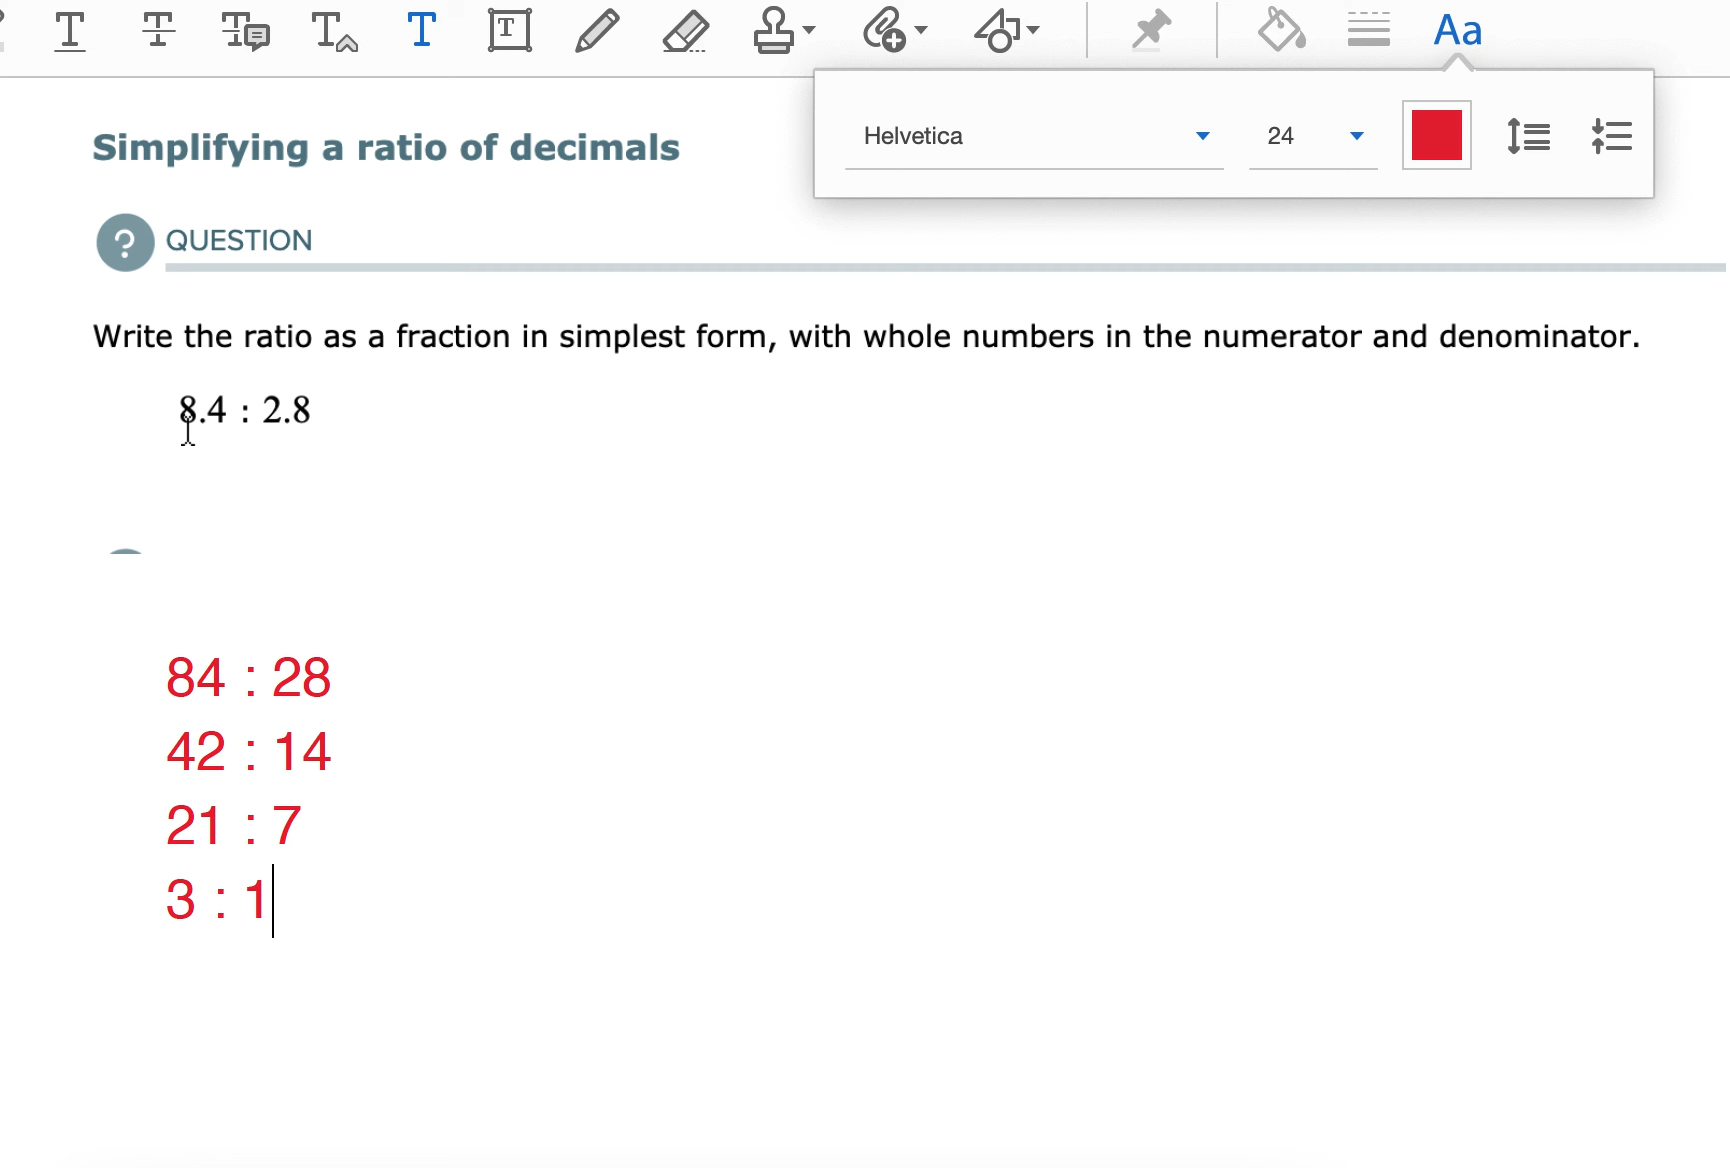 Aa
Helvetica
24
Simplifying a ratio of decimals
? QUESTION
Write the ratio as a fraction in simplest form, with whole numbers in the numerator and denominator.
8.4 : 2.8
84 : 28
42 : 14
21 : 7
3 : 1